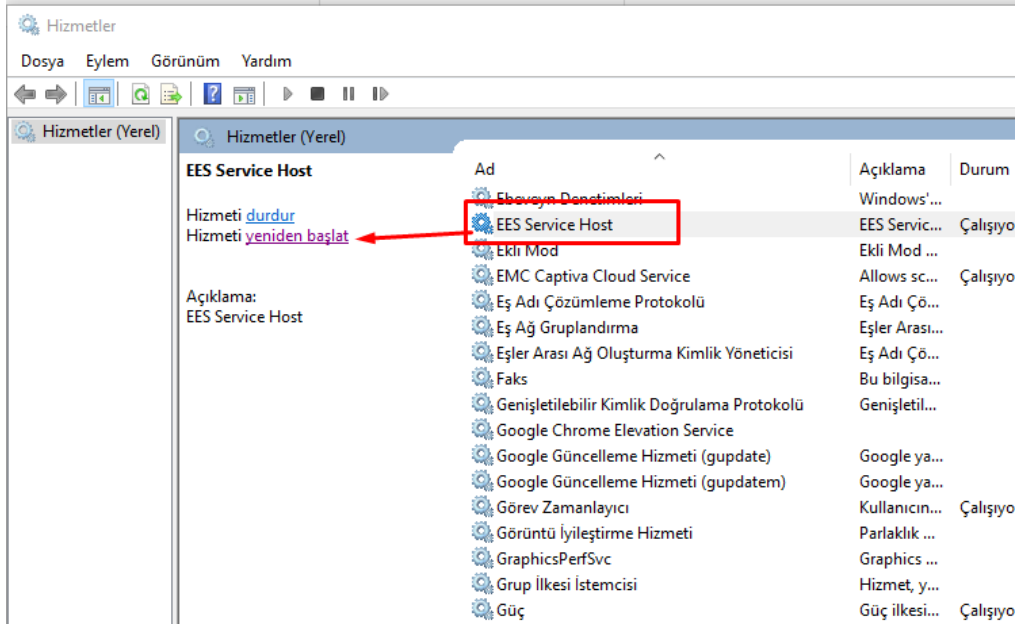 Hizmetler
Dosya Eylem Görünüm Yardım
Hizmetler (Yerel)
Hizmetler (Yerel)
EES Service Host
Hizmeti durdur
Hizmeti yeniden başlat
Açıklama:
EES Service Host
Ad Açıklama Durum
Ebeveyn Denetimleri Windows'...
EES Service Host EES Servic... Çalışıyo
Ekli Mod Ekli Mod ...
EMC Captiva Cloud Service Allows sc... Çalışıyo
Eş Adı Çözümleme Protokolü Eş Adı Çö...
Eş Ağ Gruplandırma Eşler Arası...
Eşler Arası Ağ Oluşturma Kimlik Yöneticisi Eş Adı Çö...
Faks Bu bilgisa...
Genişletilebilir Kimlik Doğrulama Protokolü Genişletil...
Google Chrome Elevation Service
Google Güncelleme Hizmeti (gupdate) Google ya...
Google Güncelleme Hizmeti (gupdatem) Google ya...
Görev Zamanlayıcı Kullanıcın... Çalışıyo
Görüntü İyileştirme Hizmeti Parlaklık ...
GraphicsPerfSvc Graphics ...
Grup İlkesi İstemcisi Hizmet, y...
Güç Güç ilkesi... Çalışıyo